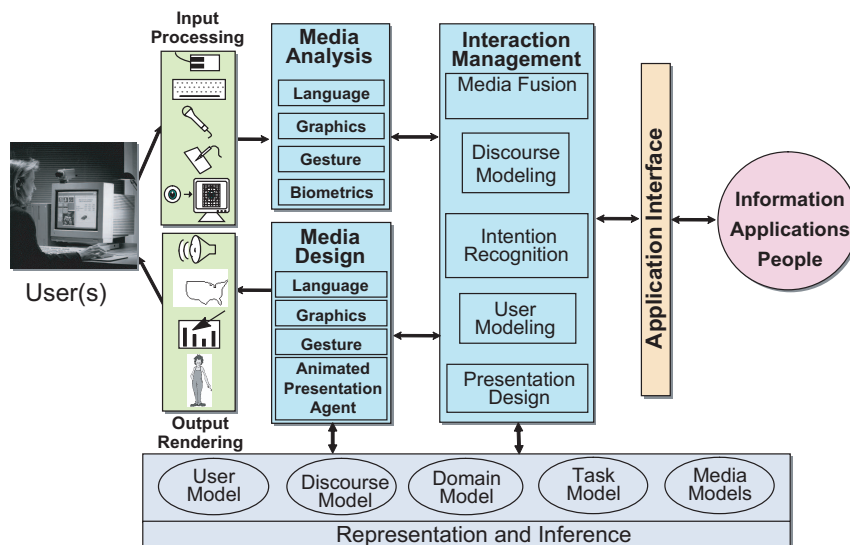 Input
Processing
Media
Analysis
Language
Graphics
Gesture
Biometrics
Interaction
Management
Media Fusion
Discourse
Modeling
Intention
Recognition
User
Modeling
Presentation
Design
Application Interface
Information
Applications
People
User(s)
Media
Design
Language
Graphics
Gesture
Animated
Presentation
Agent
Output
Rendering
User
Model
Discourse
Model
Domain
Model
Task
Model
Media
Models
Representation and Inference